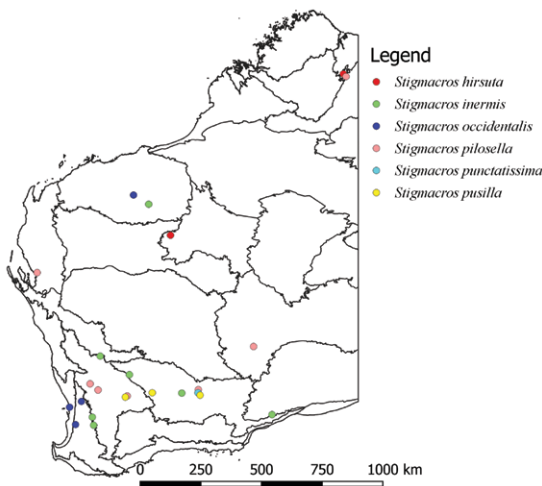 Legend
Stigmacros hirsuta
Stigmacros inermis
Stigmacros occidentalis
Stigmacros pilosella
Stigmacros punctatissima
Stigmacros pusilla
0 250 500 750 1000 km